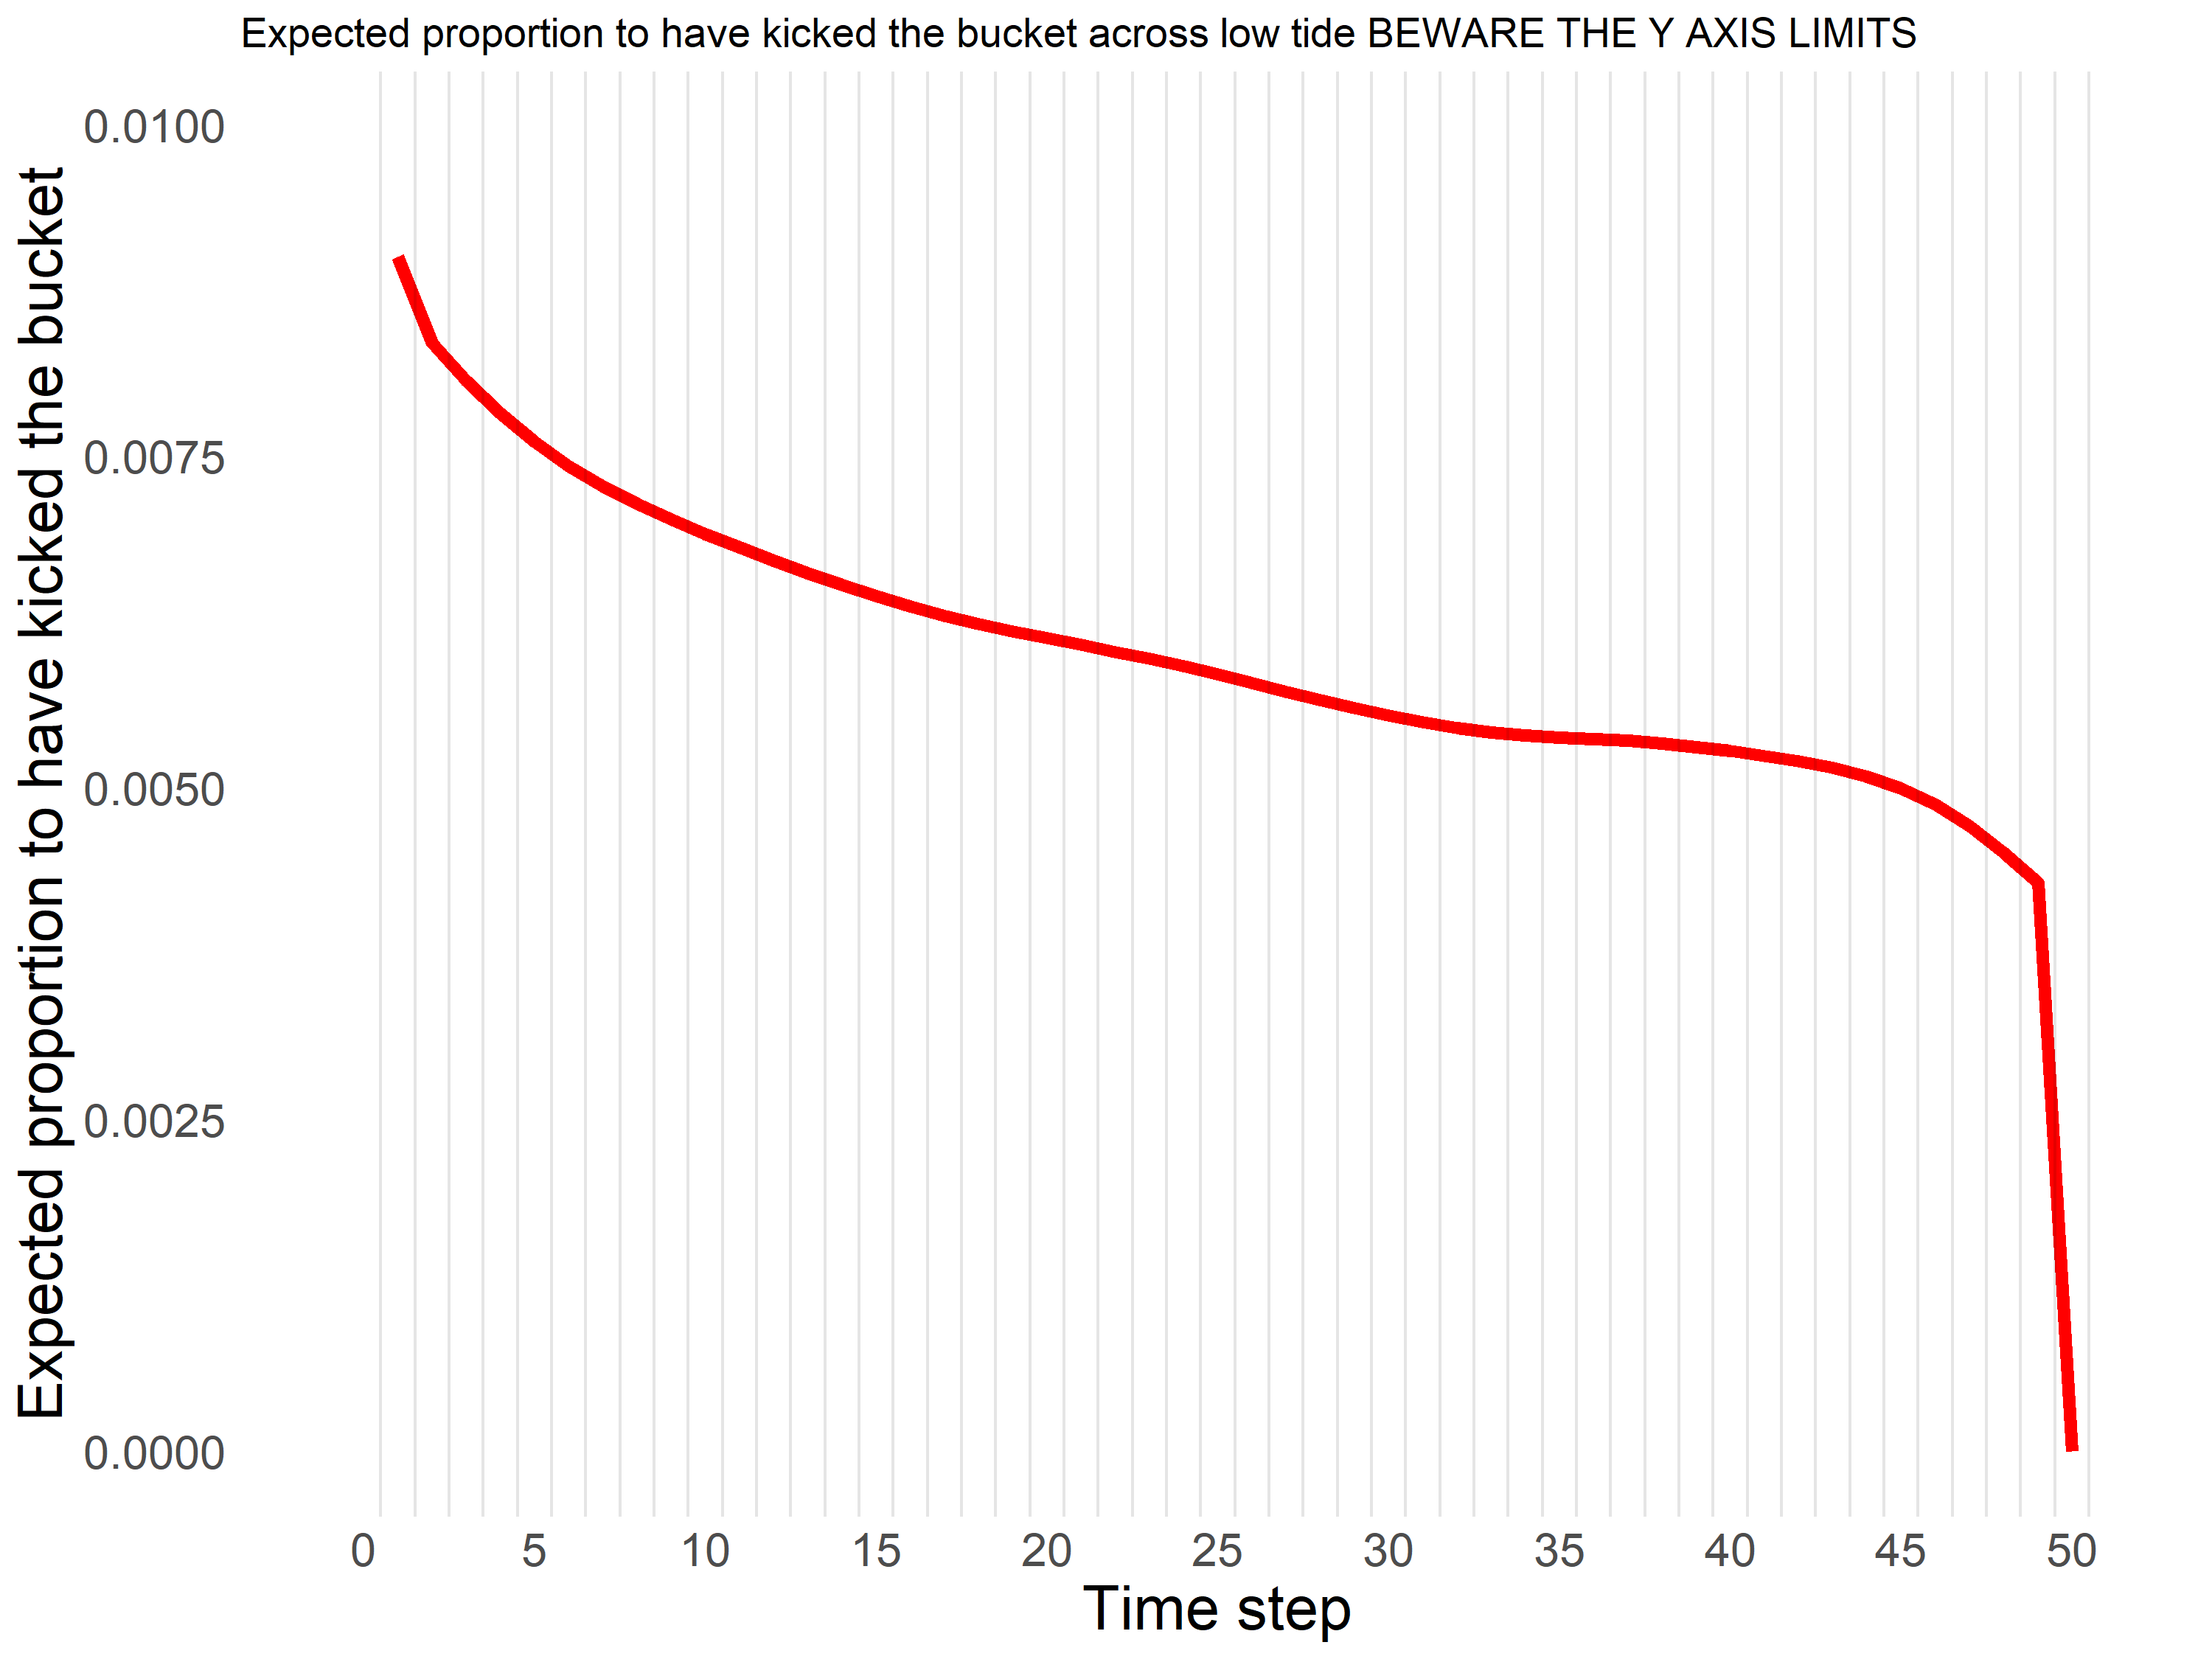 Expected proportion to have kicked the bucket across low tide BEWARE THE Y AXIS LIMITS
Expected proportion to have kicked the bucket
0.0100
0.0075
0.0050
0.0025
0.0000
0 5 10 15 20 25 30 35 40 45 50
Time step